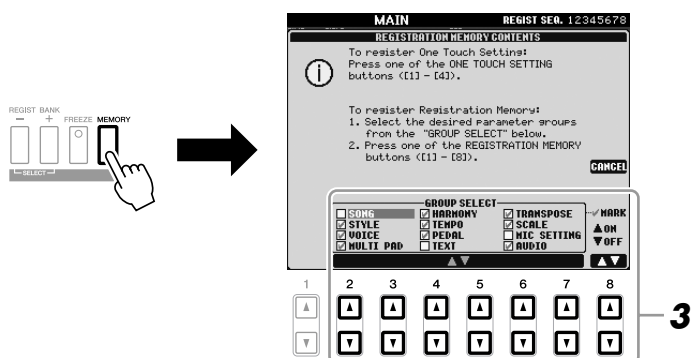 MAIN REGIST SEQ. 12345678
REGISTRATION MEMORY CONTENTS
To register One Touch Setting:
Press one of the ONE TOUCH SETTING
buttons ([1] – [4]).
To register Registration Memory:
1. Select the desired parameter groups
from the "GROUP SELECT" below.
2. Press one of the REGISTRATION MEMORY
buttons ([1] – [8]).
CANCEL
REGIST BANK
− + FREEZE MEMORY
SELECT
GROUP SELECT
SONG HARMONY TRANSPOSE MARK
STYLE TEMPO SCALE ▲ON
VOICE PEDAL MIC SETTING ▼OFF
MULTI PAD TEXT AUDIO
▲▼ ▲▼
1 2 3 4 5 6 7 8
3